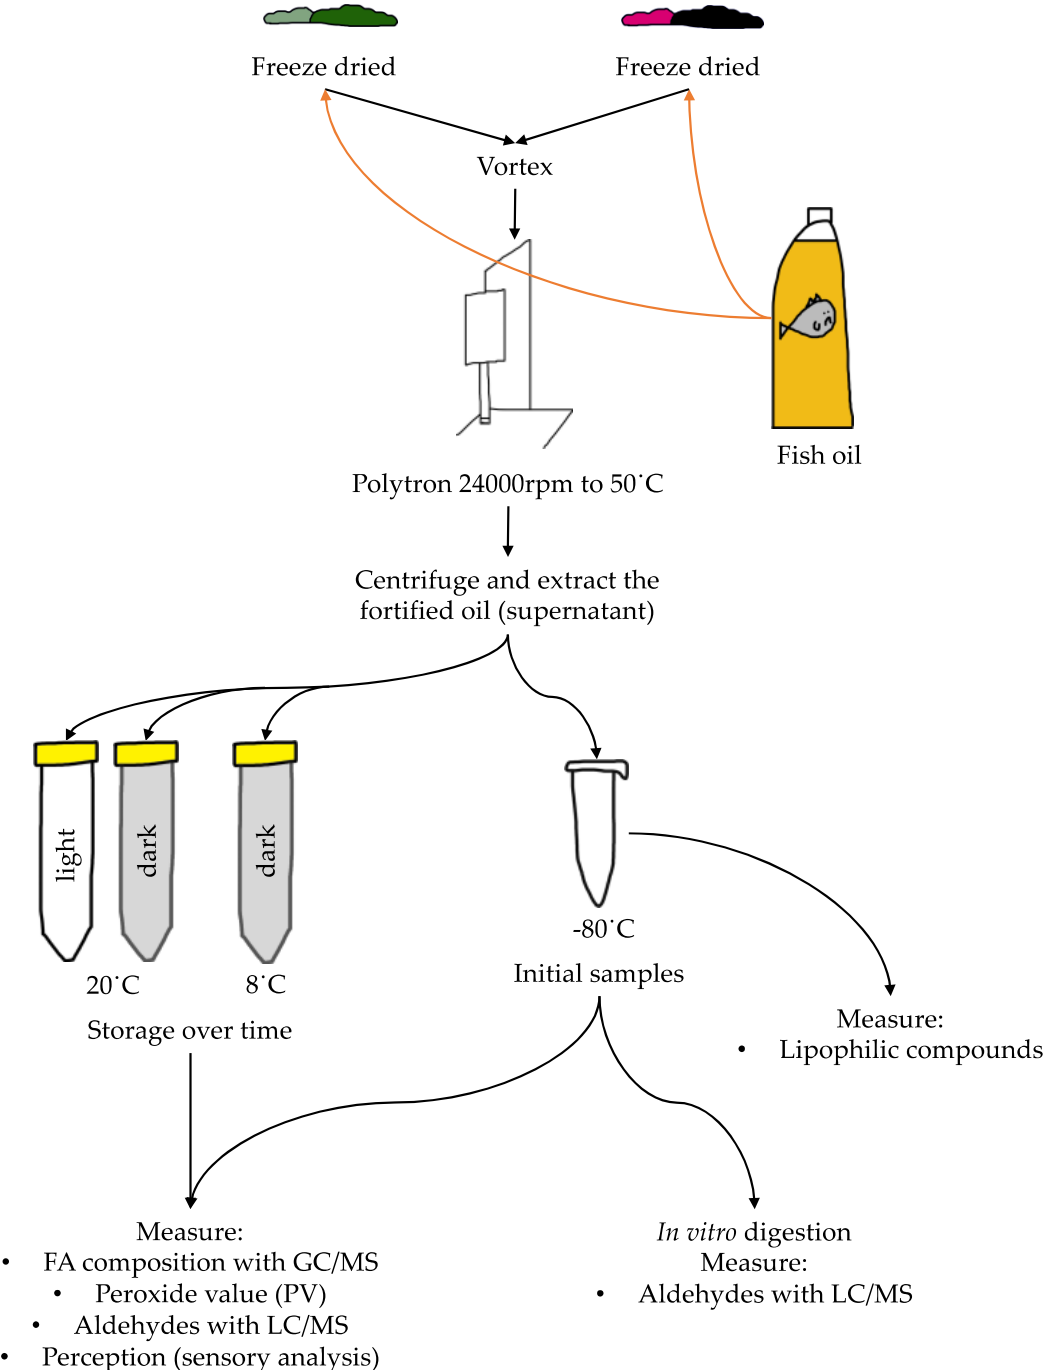 Freeze dried
Freeze dried
Vortex
Fish oil
Polytron 24000rpm to 50˙C
Centrifuge and extract the
fortified oil (supernatant)
light
dark
dark
-80˙C
20˙C
8˙C
Initial samples
Storage over time
Measure:
• Lipophilic compounds
Measure:
• FA composition with GC/MS
• Peroxide value (PV)
• Aldehydes with LC/MS
• Perception (sensory analysis)
In vitro digestion
Measure:
• Aldehydes with LC/MS